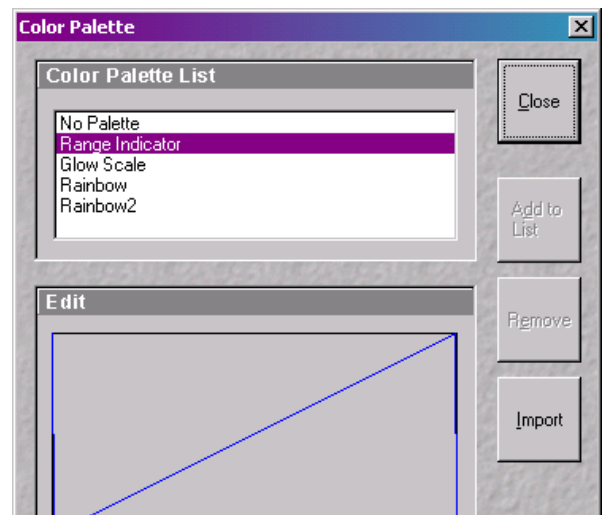 Color Palette
Color Palette List
No Palette
Range Indicator
Glow Scale
Rainbow
Rainbow2
Close
Add to
List
Edit
Remove
Import